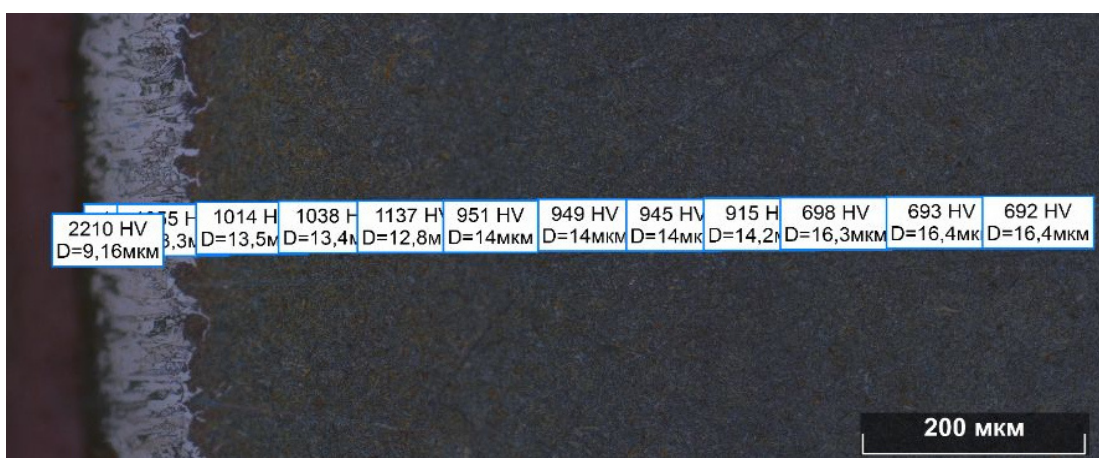 2210 HV
D=9,16мкм
1014 H
D=13,5м
1038 H
D=13,4м
1137 HV
D=12,8м
951 HV
D=14мкм
949 HV
D=14мкм
945 HV
D=14мк
915 H
D=14,2м
698 HV
D=16,3мкм
693 HV
D=16,4мк
692 HV
D=16,4мкм
200 мкм